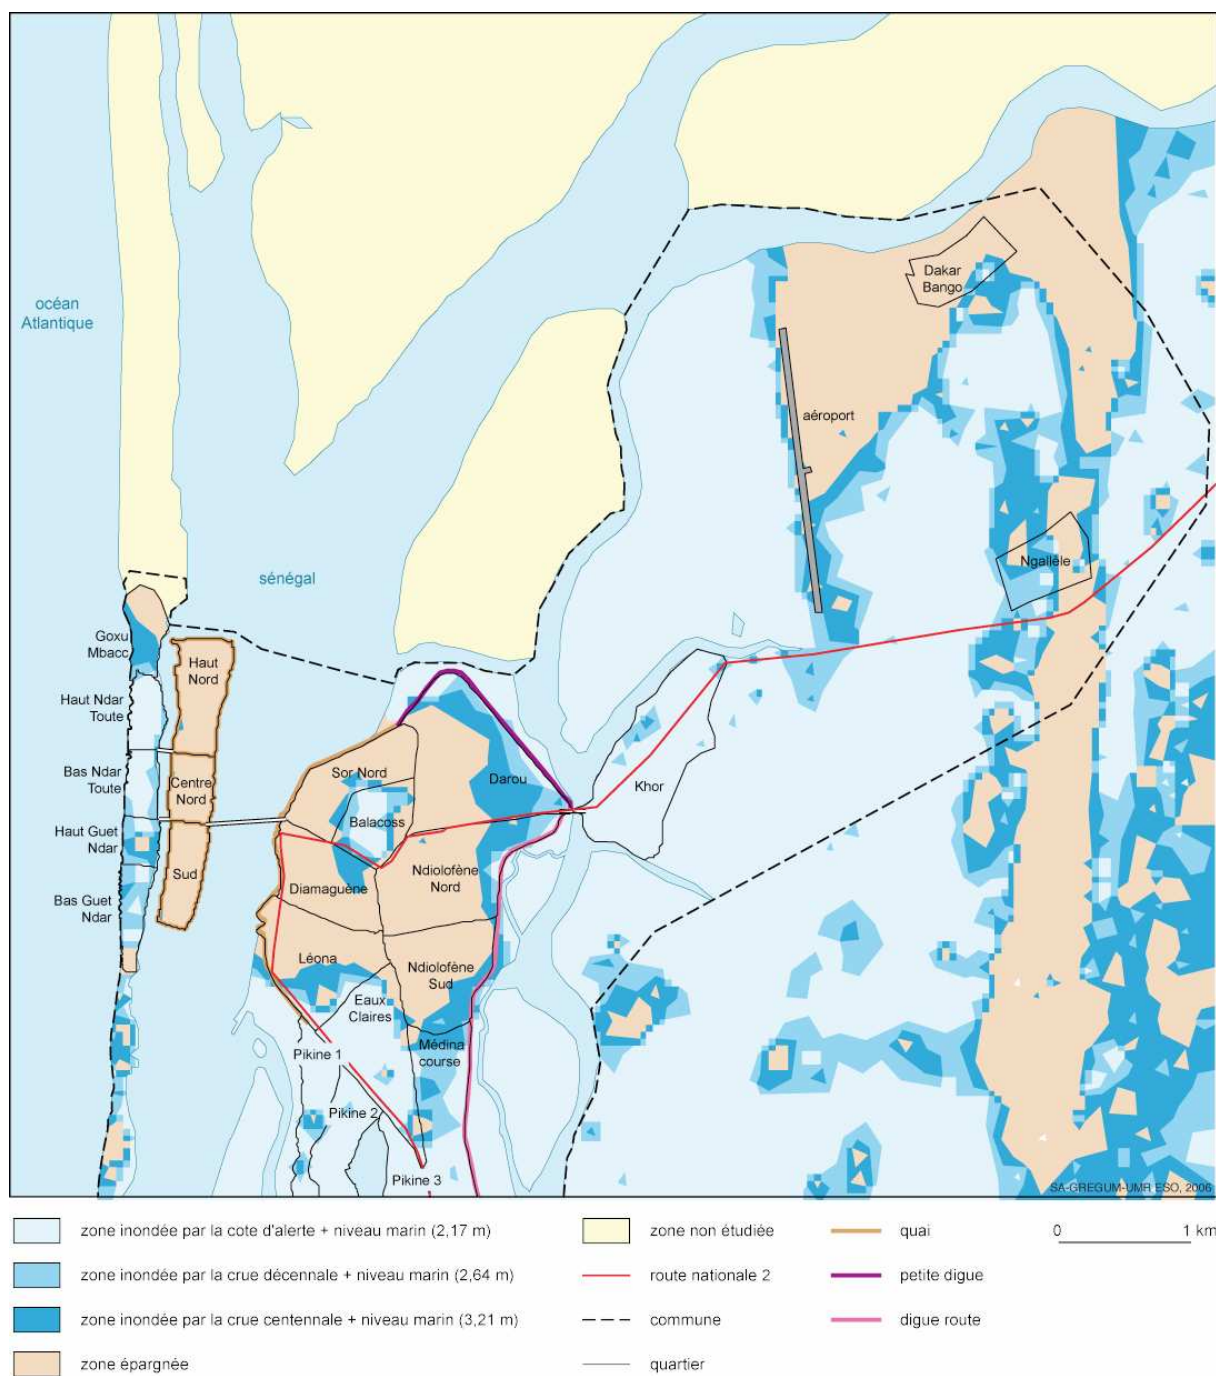 océan
Atlantique
sénégal
Dakar
Bango
aéroport
Ngallèle
Goxu
Mbacc
Haut
Nord
Haut Ndar
Toute
Bas Ndar
Toute
Centre
Nord
Haut Guet
Ndar
Sud
Bas Guet
Ndar
Sor Nord
Darou
Khor
Balacoss
Diamaguène
Ndiolofène
Nord
Léona
Ndiolofène
Sud
Eaux
Claires
Médina
course
Pikine 1
Pikine 2
Pikine 3
SA-GREGUM-UMR ESO, 2006
zone inondée par la cote d'alerte + niveau marin (2,17 m)
zone inondée par la crue décennale + niveau marin (2,64 m)
zone inondée par la crue centennale + niveau marin (3,21 m)
zone épargnée
zone non étudiée
route nationale 2
commune
quartier
quai
petite digue
digue route
0 1 km